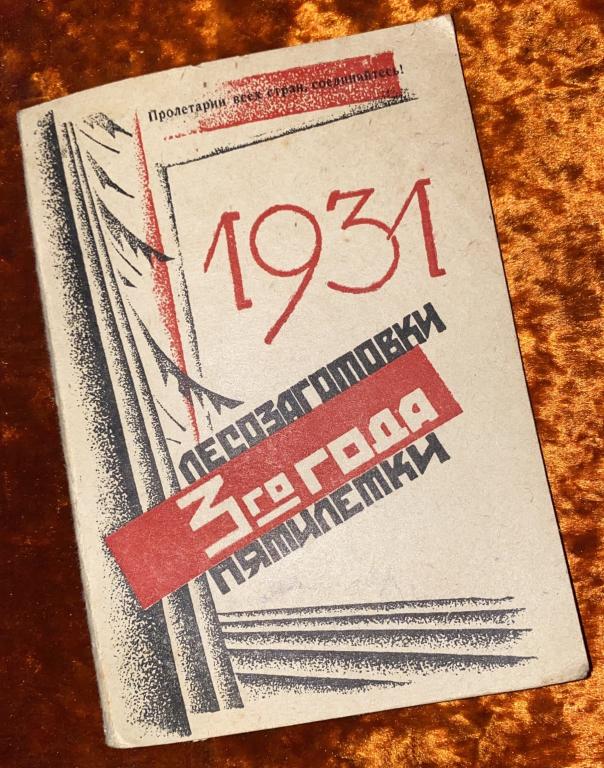 Пролетарии всех стран, соединяйтесь!
1931
ЛЕСОЗАГОТОВКИ
3го ГОДА
ПЯТИЛЕТКИ